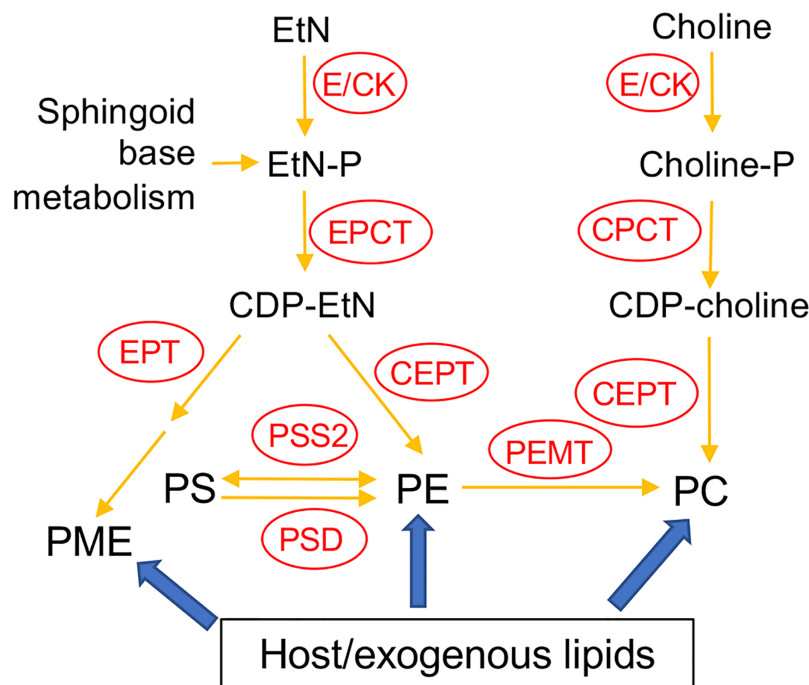 EtN
Choline
E/CK
E/CK
Sphingoid
base
metabolism
EtN-P
Choline-P
EPCT
CPCT
CDP-EtN
CDP-choline
EPT
CEPT
CEPT
PSS2
PEMT
PS
PE
PC
PME
PSD
Host/exogenous lipids